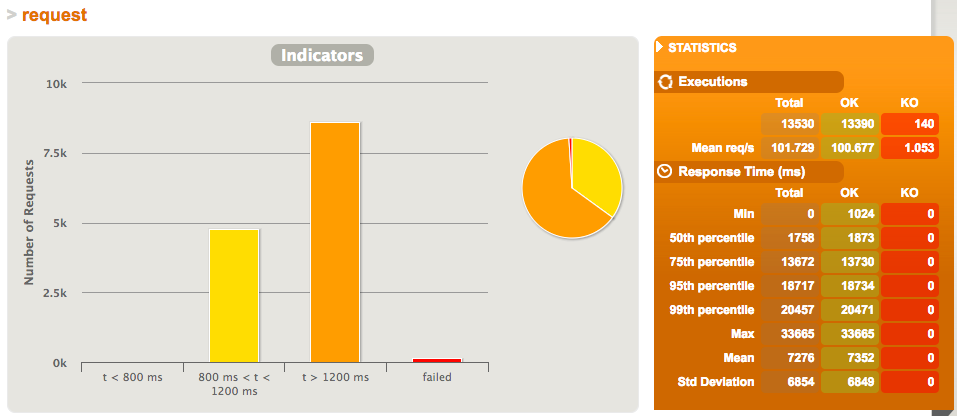 > request
Indicators
Number of Requests
10k
7.5k
5k
2.5k
0k
t < 800 ms
800 ms < t <
1200 ms
t > 1200 ms
failed
STATISTICS
Executions
Total OK KO
13530 13390 140
Mean req/s 101.729 100.677 1.053
Response Time (ms)
Total OK KO
Min 0 1024 0
50th percentile 1758 1873 0
75th percentile 13672 13730 0
95th percentile 18717 18734 0
99th percentile 20457 20471 0
Max 33665 33665 0
Mean 7276 7352 0
Std Deviation 6854 6849 0